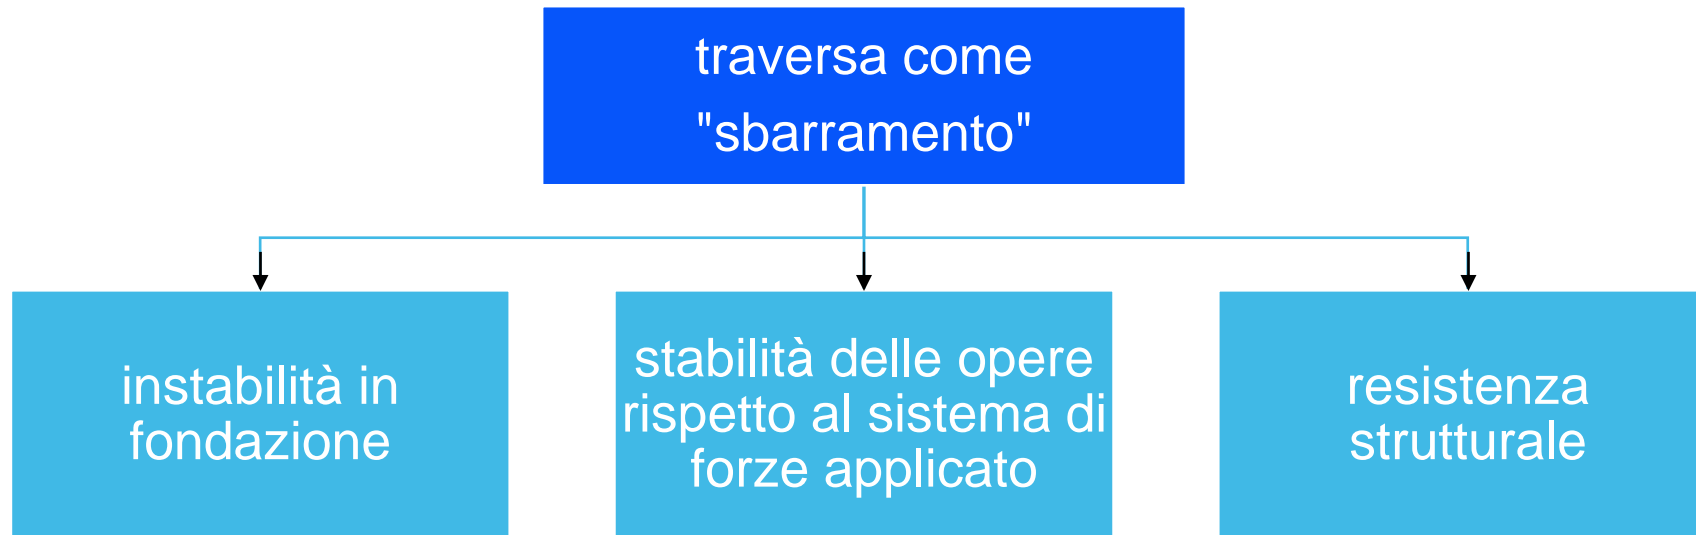 traversa come
"sbarramento"
instabilità in
fondazione
stabilità delle opere
rispetto al sistema di
forze applicato
resistenza
strutturale